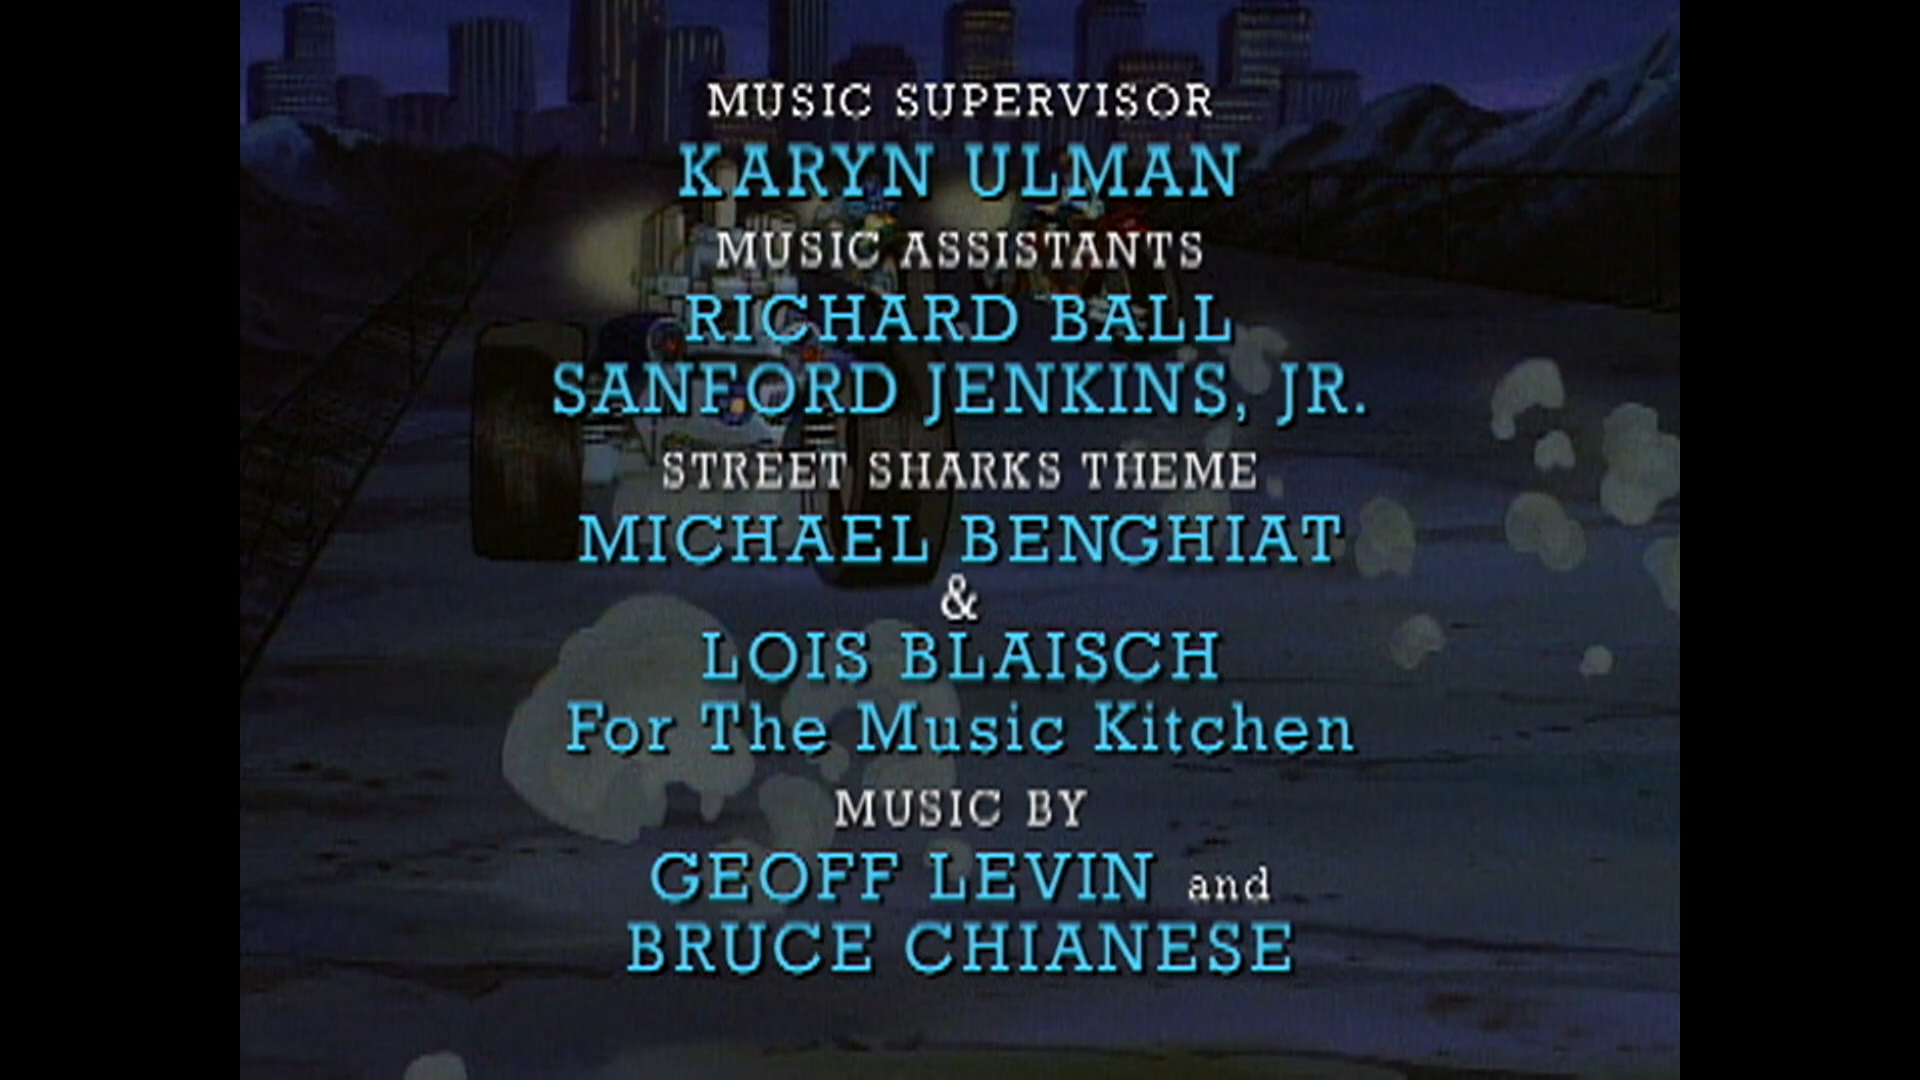 MUSIC SUPERVISOR
KARYN ULMAN
MUSIC ASSISTANTS
RICHARD BALL
SANFORD JENKINS, JR.
STREET SHARKS THEME
MICHAEL BENGHIAT
&
LOIS BLAISCH
For The Music Kitchen
MUSIC BY
GEOFF LEVIN and
BRUCE CHIANESE